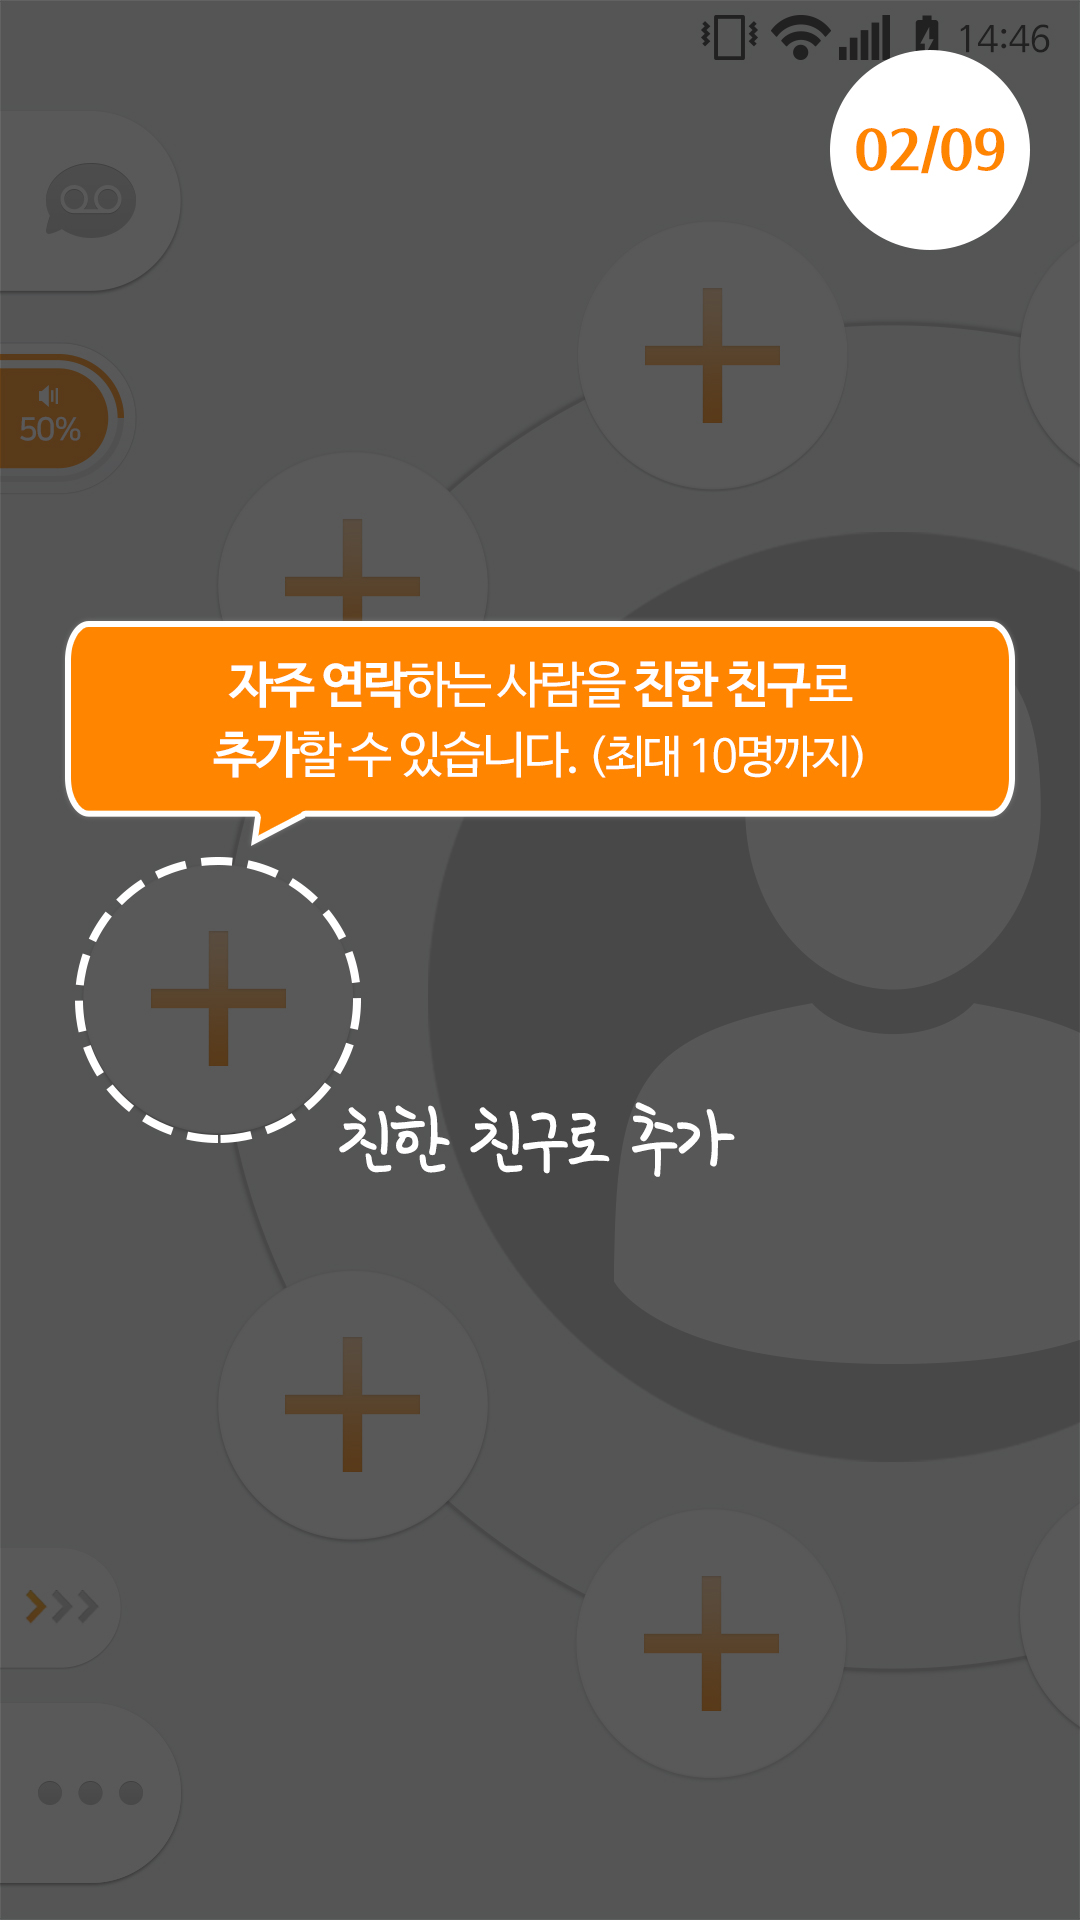 14:46
02/09
50%
자주 연락하는 사람을 친한 친구로
추가할 수 있습니다. (최대 10명까지)
친한 친구로 추가